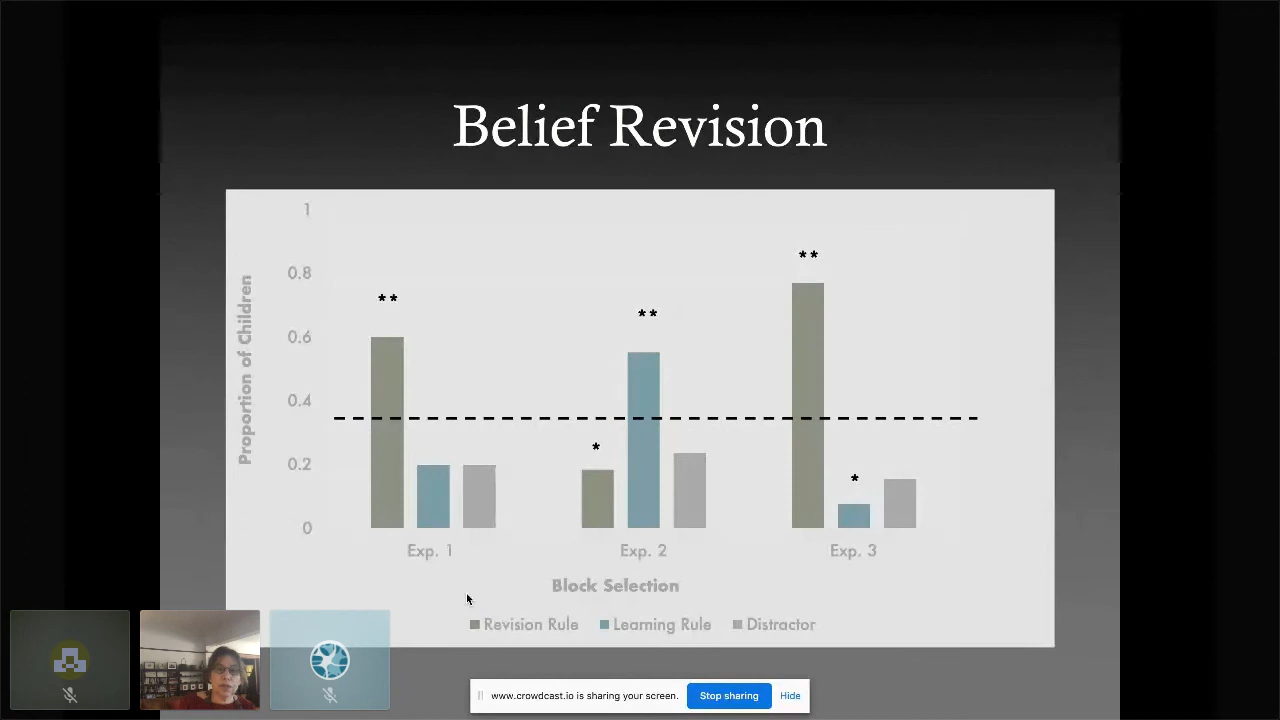 Belief Revision
1
0.8
0.6
0.4
0.2
0
Proportion of Children
**
*
**
**
*
Exp. 1
Exp. 2
Exp. 3
Block Selection
Revision Rule
Learning Rule
Distractor
www.crowdcast.io is sharing your screen.
Stop sharing
Hide